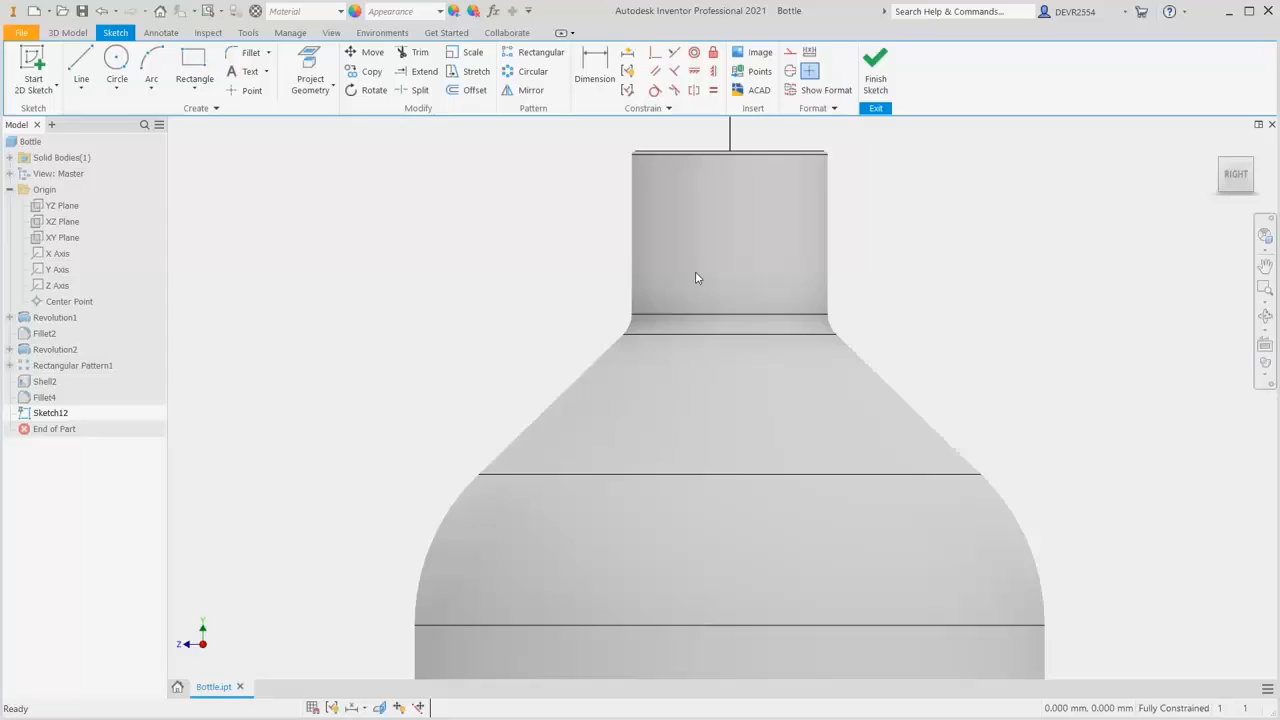 Material
Appearance
Autodesk Inventor Professional 2021 Bottle
Search Help & Commands...
DEVR2554
File
3D Model
Sketch
Annotate
Inspect
Tools
Manage
View
Environments
Get Started
Collaborate
Start
2D Sketch
Line
Circle
Arc
Rectangle
Fillet
Text
Point
Project
Geometry
Move
Copy
Rotate
Trim
Extend
Split
Scale
Stretch
Offset
Rectangular
Circular
Mirror
Dimension
Image
Points
ACAD
Show Format
Finish
Sketch
Sketch
Create
Modify
Pattern
Constrain
Insert
Format
Exit
Model
Bottle
Solid Bodies(1)
View: Master
Origin
YZ Plane
XZ Plane
XY Plane
X Axis
Y Axis
Z Axis
Center Point
Revolution1
Fillet2
Revolution2
Rectangular Pattern1
Shell2
Fillet4
Sketch12
End of Part
RIGHT
Y
Z
Bottle.ipt
Ready
0.000 mm, 0.000 mm Fully Constrained 1 1